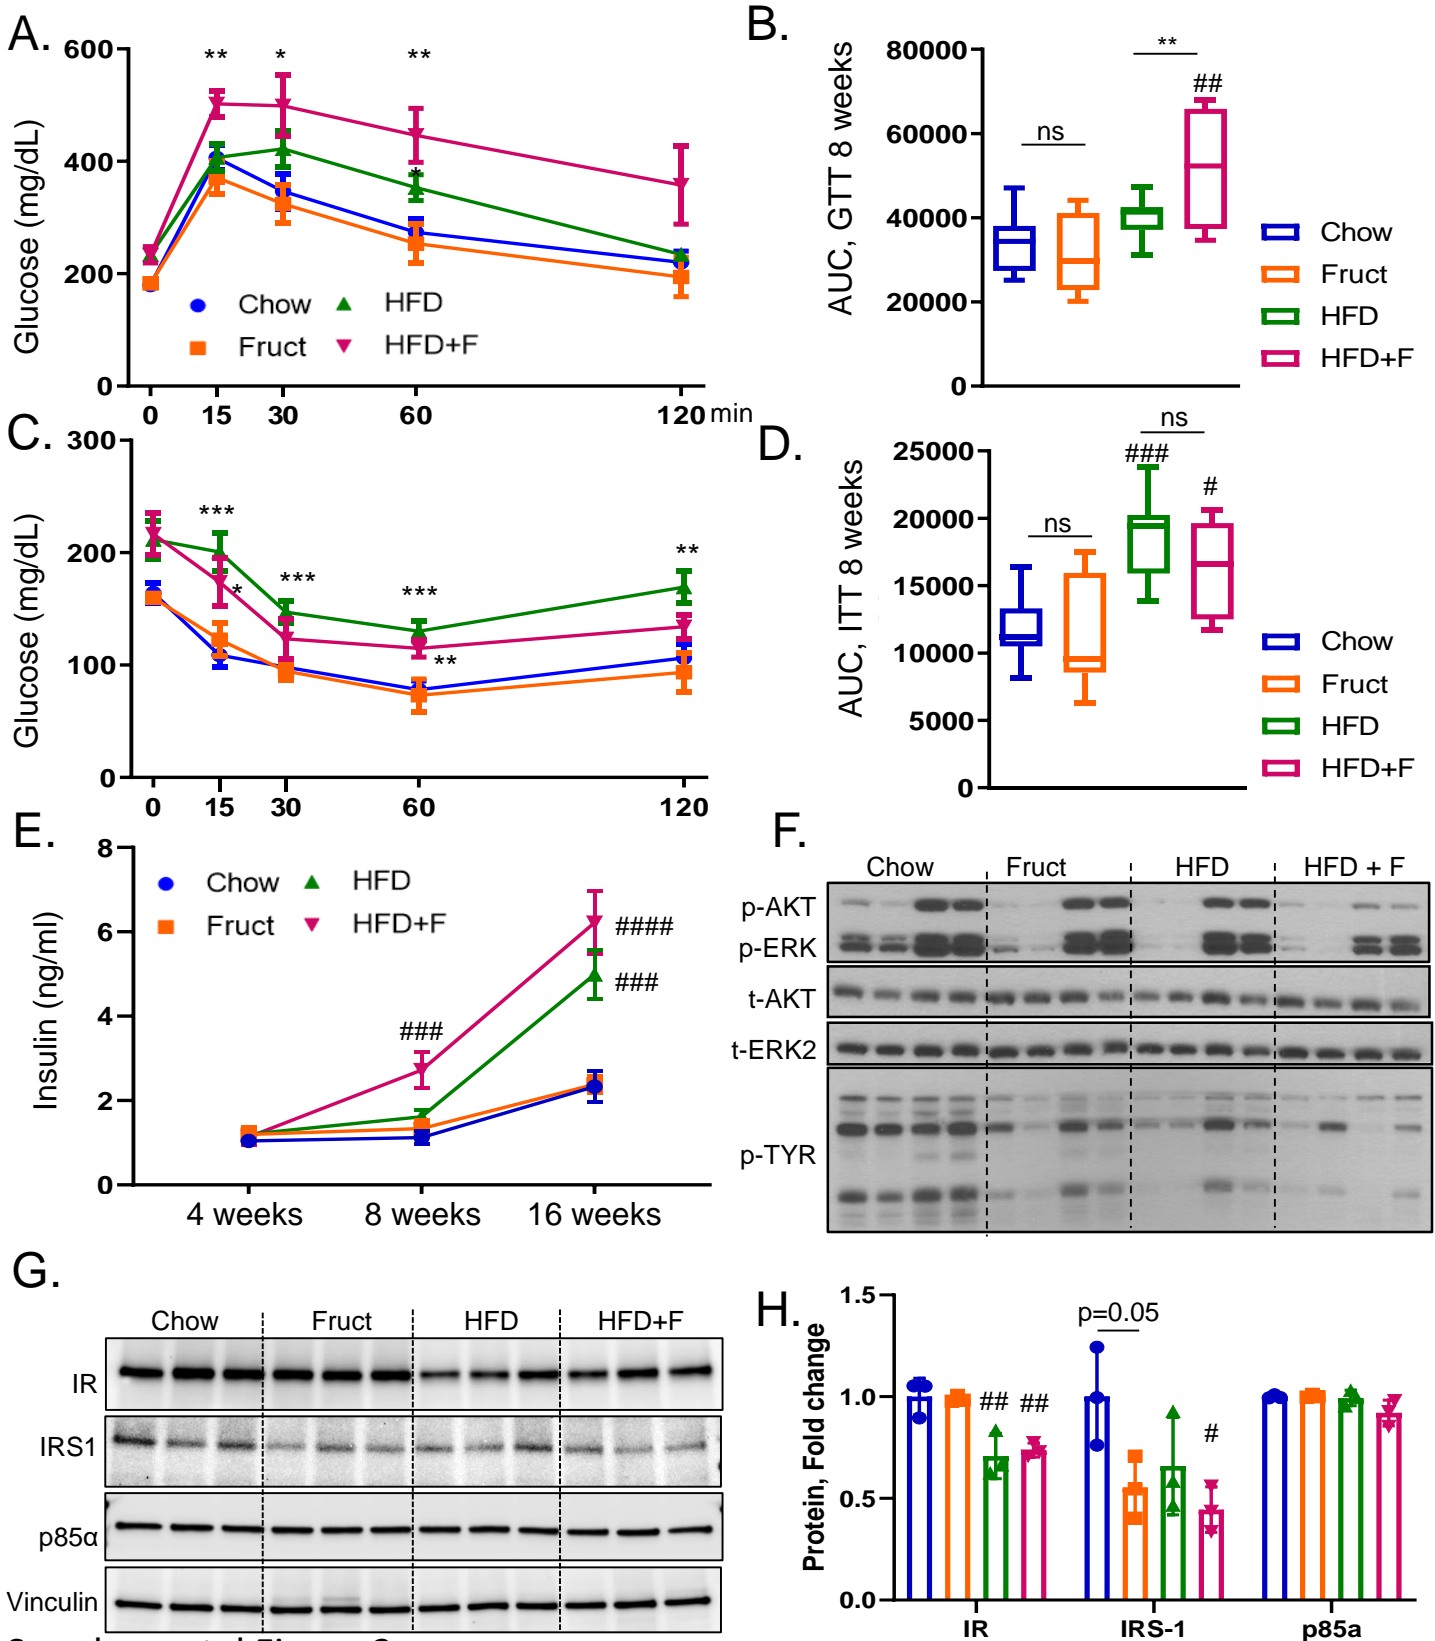 A.
Glucose (mg/dL)
600
400
200
0
** * **
*
Chow HFD
Fruct HFD+F
0 15 30 60 120 min
B.
AUC, GTT 8 weeks
80000
60000
40000
20000
0
ns
**
##
Chow
Fruct
HFD
HFD+F
C.
Glucose (mg/dL)
300
200
100
0
***
*
***
***
**
**
0 15 30 60 120
D.
AUC, ITT 8 weeks
25000
20000
15000
10000
5000
0
ns
ns
###
#
Chow
Fruct
HFD
HFD+F
E.
Insulin (ng/ml)
8
6
4
2
0
Chow HFD
Fruct HFD+F
###
####
###
4 weeks 8 weeks 16 weeks
F.
Chow Fruct HFD HFD + F
p-AKT
p-ERK
t-AKT
t-ERK2
p-TYR
G.
Chow Fruct HFD HFD+F
IR
IRS1
p85α
Vinculin
H.
Protein, Fold change
1.5
1.0
0.5
0.0
p=0.05
## ##
#
IR IRS-1 p85a